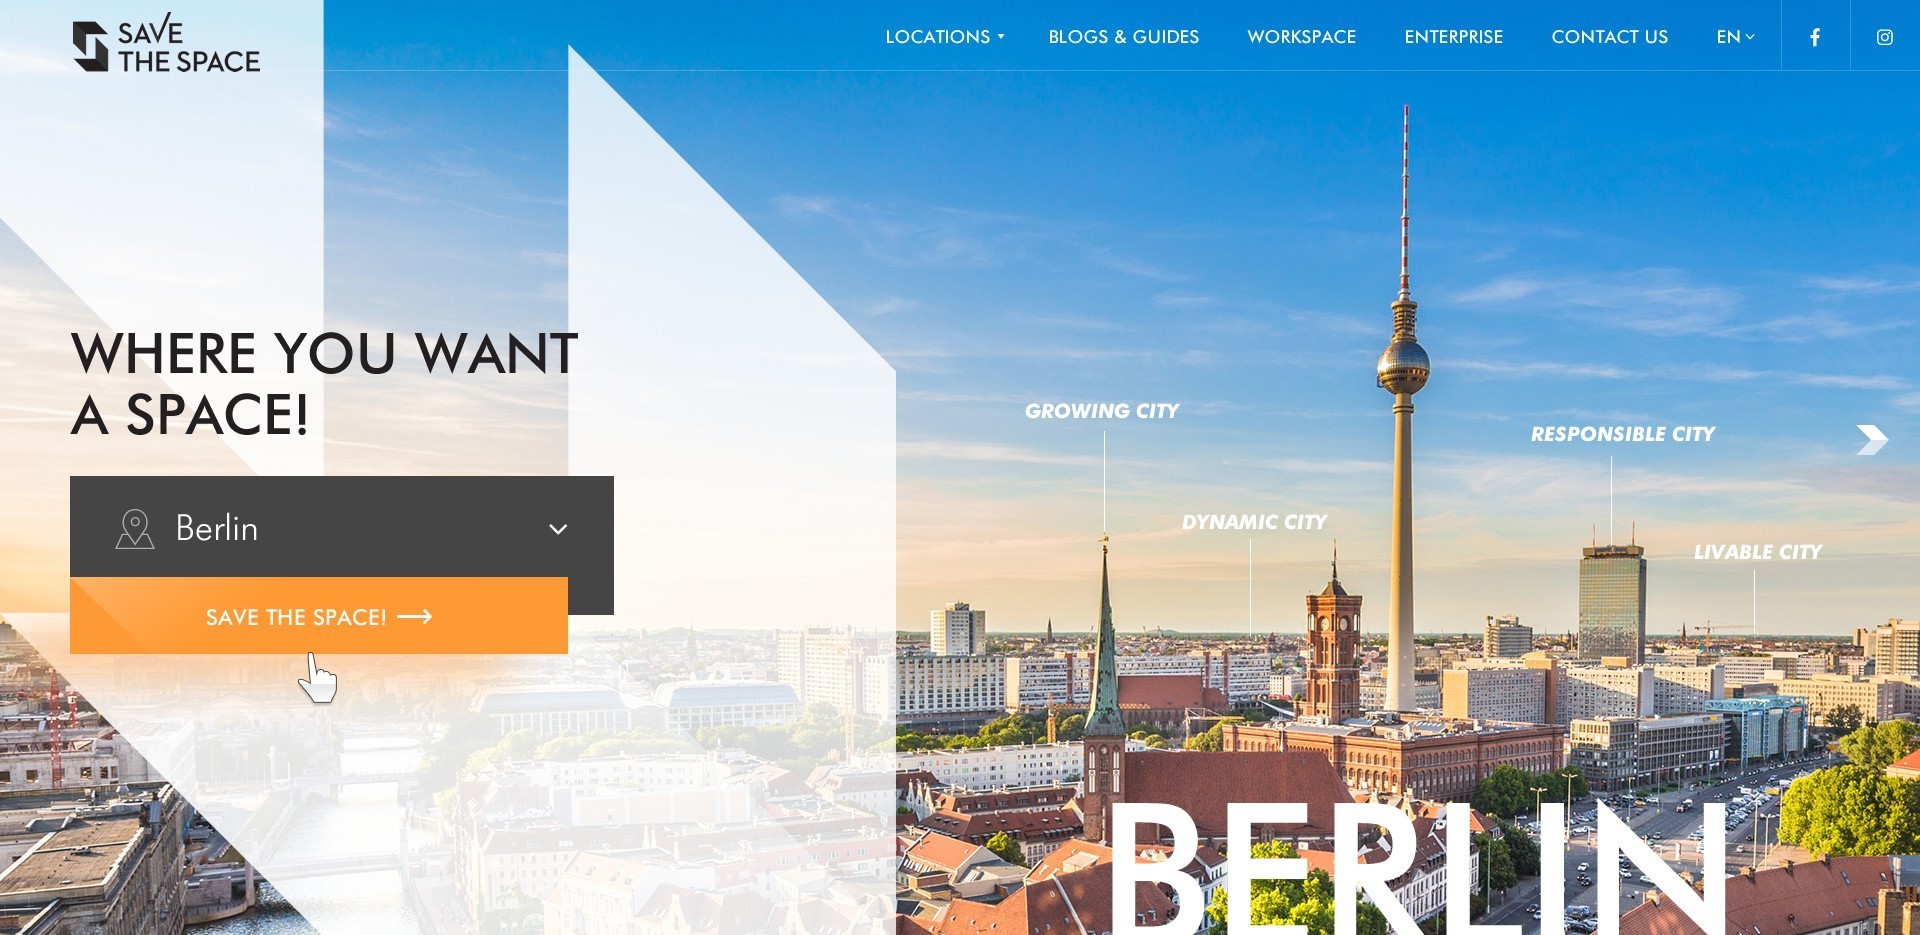 SAVE
THE SPACE
LOCATIONS
BLOGS & GUIDES
WORKSPACE
ENTERPRISE
CONTACT US
EN
WHERE YOU WANT
A SPACE!
Berlin
SAVE THE SPACE!
GROWING CITY
DYNAMIC CITY
RESPONSIBLE CITY
LIVABLE CITY
BERLIN